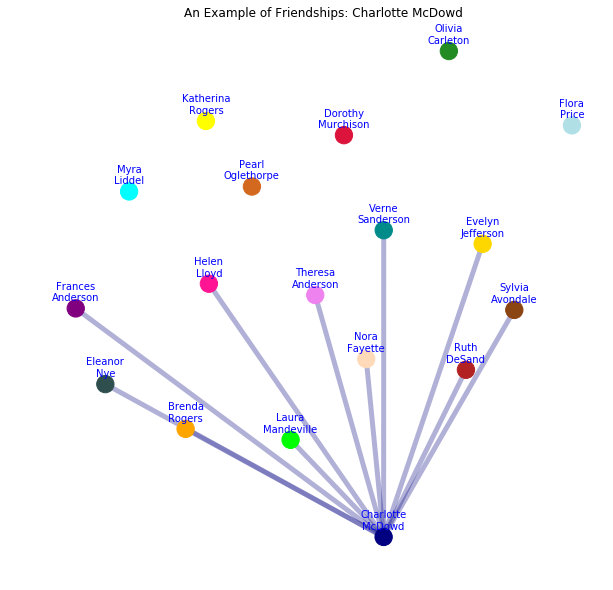 An Example of Friendships: Charlotte McDowd
Olivia
Carleton
Katherina
Rogers
Dorothy
Murchison
Flora
Price
Myra
Liddel
Pearl
Oglethorpe
Verne
Sanderson
Evelyn
Jefferson
Helen
Lloyd
Theresa
Anderson
Frances
Anderson
Sylvia
Avondale
Nora
Fayette
Ruth
DeSand
Eleanor
Nye
Brenda
Rogers
Laura
Mandeville
Charlotte
McDowd